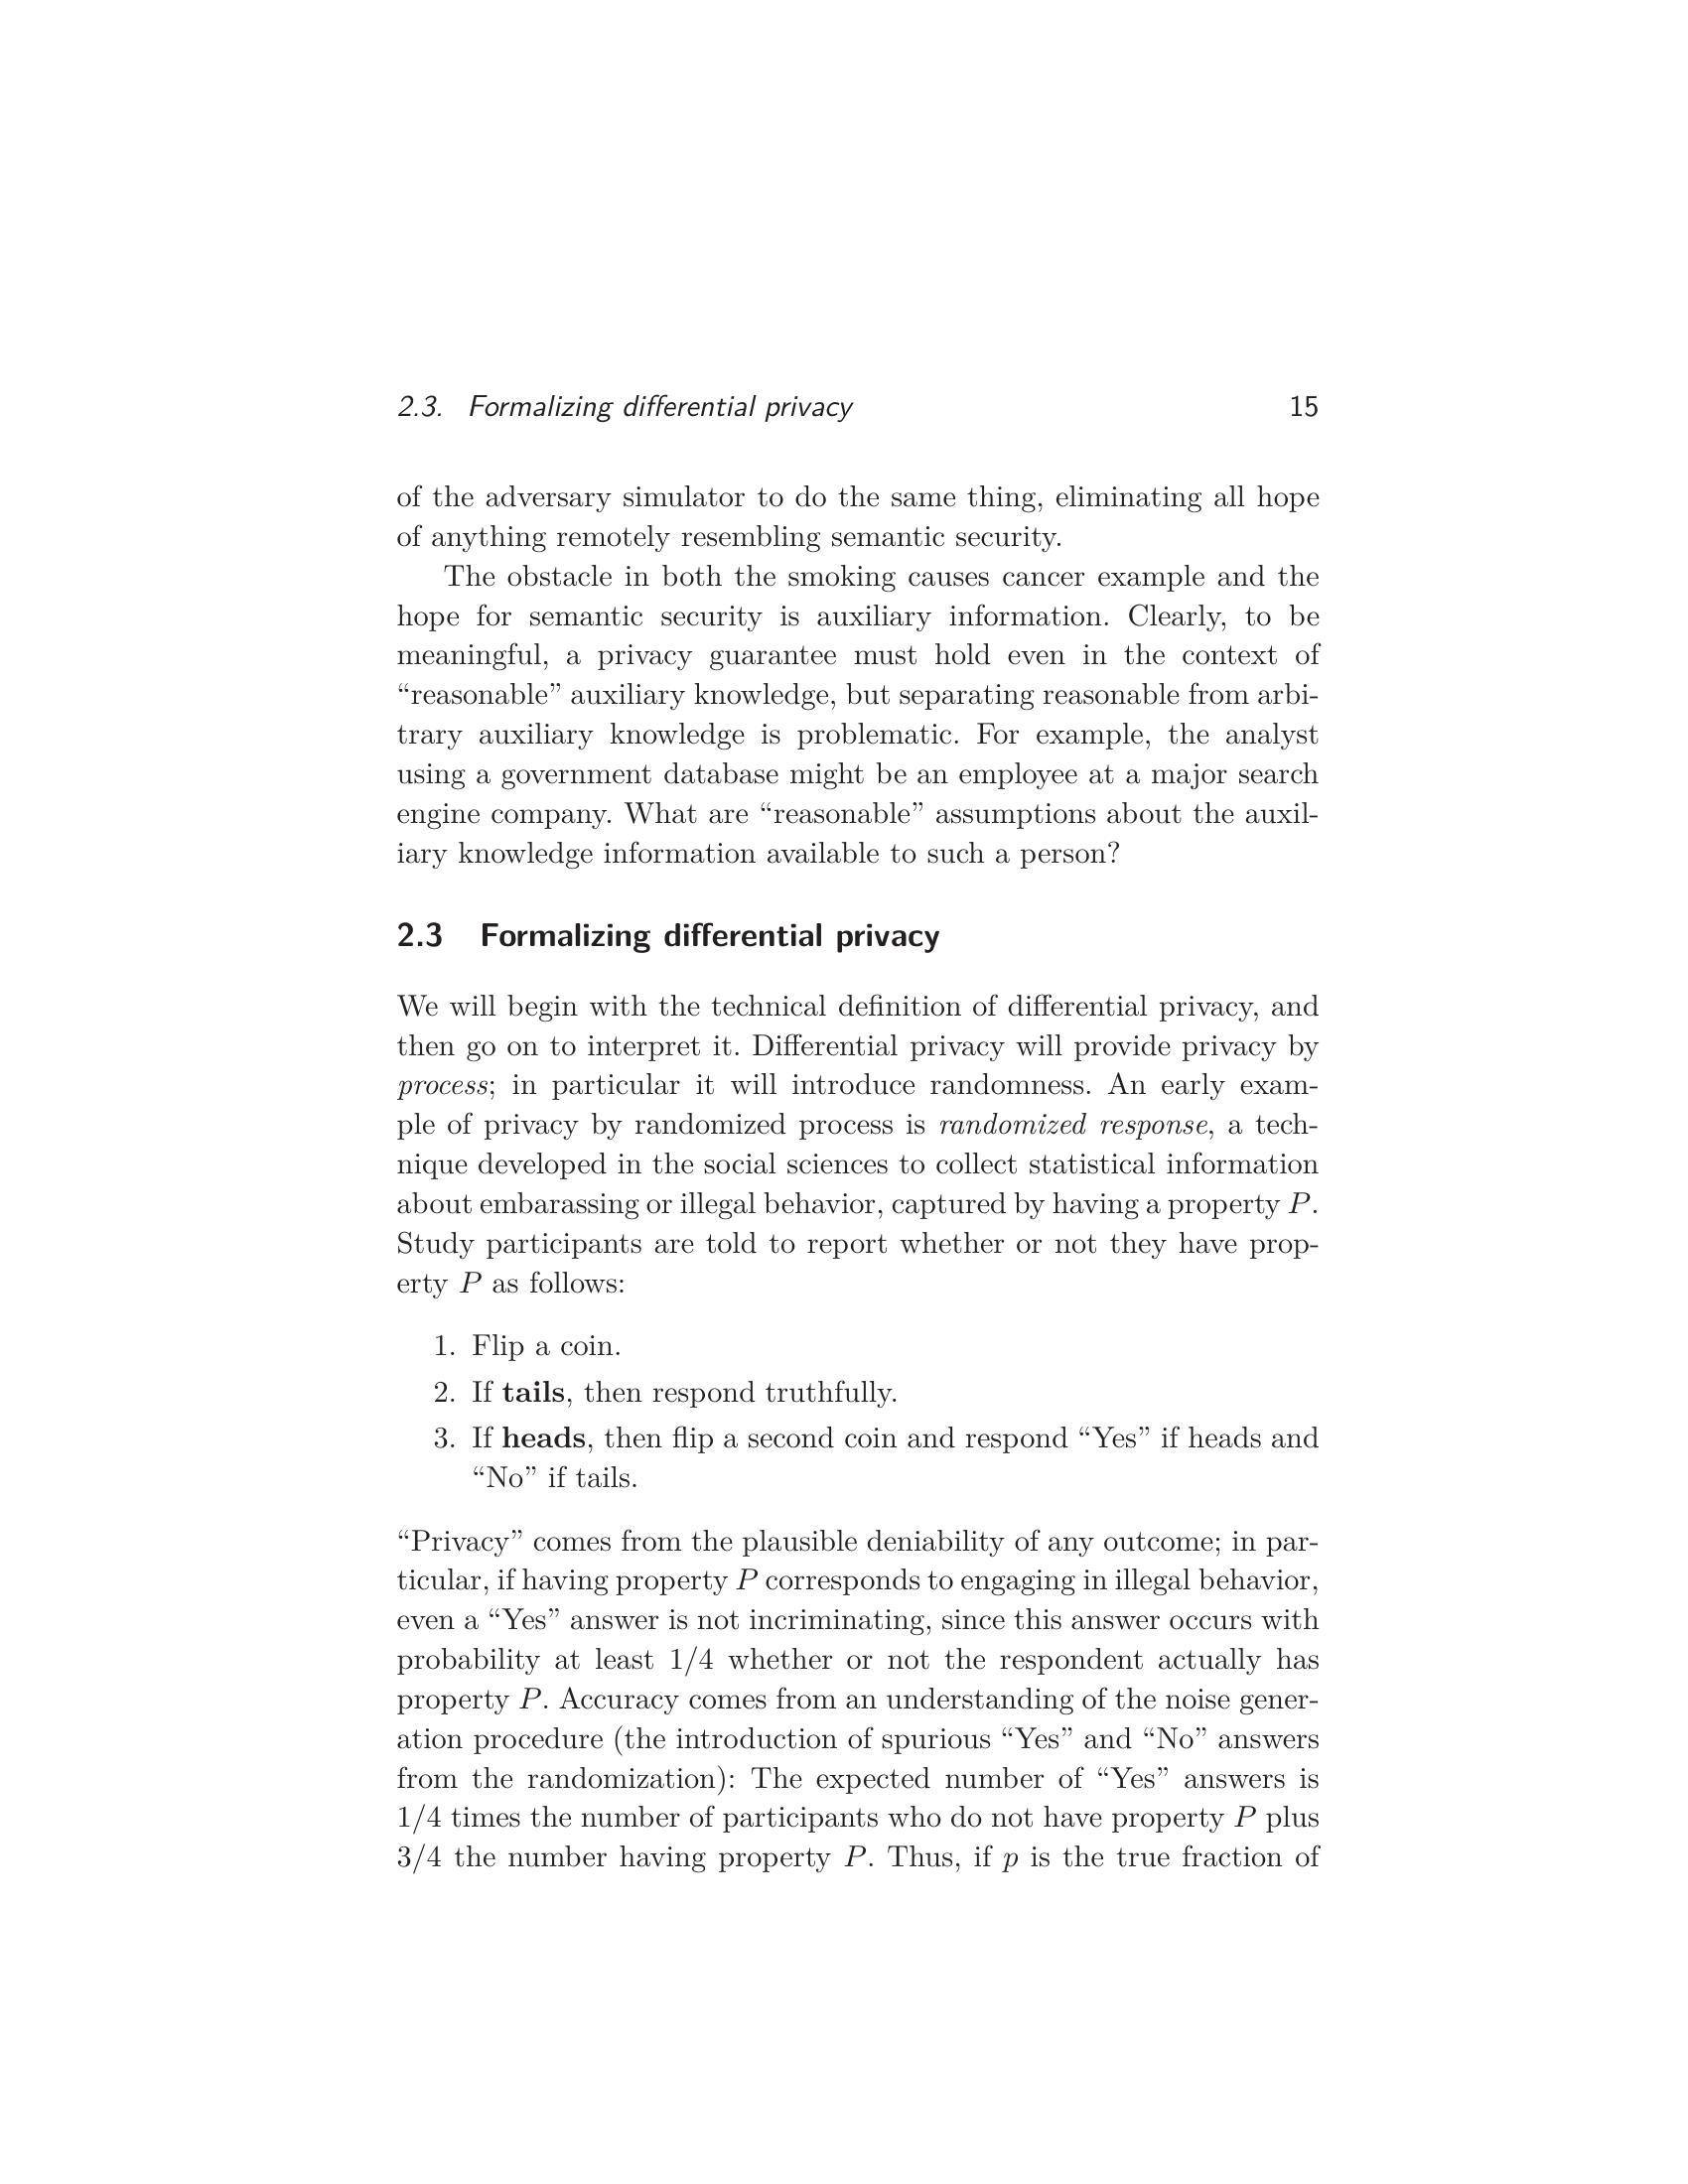 2.3. Formalizing differential privacy 15
of the adversary simulator to do the same thing, eliminating all hope
of anything remotely resembling semantic security.
The obstacle in both the smoking causes cancer example and the
hope for semantic security is auxiliary information. Clearly, to be
meaningful, a privacy guarantee must hold even in the context of
“reasonable” auxiliary knowledge, but separating reasonable from arbi-
trary auxiliary knowledge is problematic. For example, the analyst
using a government database might be an employee at a major search
engine company. What are “reasonable” assumptions about the auxil-
iary knowledge information available to such a person?
2.3 Formalizing differential privacy
We will begin with the technical definition of differential privacy, and
then go on to interpret it. Differential privacy will provide privacy by
process; in particular it will introduce randomness. An early exam-
ple of privacy by randomized process is randomized response, a tech-
nique developed in the social sciences to collect statistical information
about embarassing or illegal behavior, captured by having a property P.
Study participants are told to report whether or not they have prop-
erty P as follows:
1. Flip a coin.
2. If tails, then respond truthfully.
3. If heads, then flip a second coin and respond “Yes” if heads and
“No” if tails.
“Privacy” comes from the plausible deniability of any outcome; in par-
ticular, if having property P corresponds to engaging in illegal behavior,
even a “Yes” answer is not incriminating, since this answer occurs with
probability at least 1/4 whether or not the respondent actually has
property P. Accuracy comes from an understanding of the noise gener-
ation procedure (the introduction of spurious “Yes” and “No” answers
from the randomization): The expected number of “Yes” answers is
1/4 times the number of participants who do not have property P plus
3/4 the number having property P. Thus, if p is the true fraction of